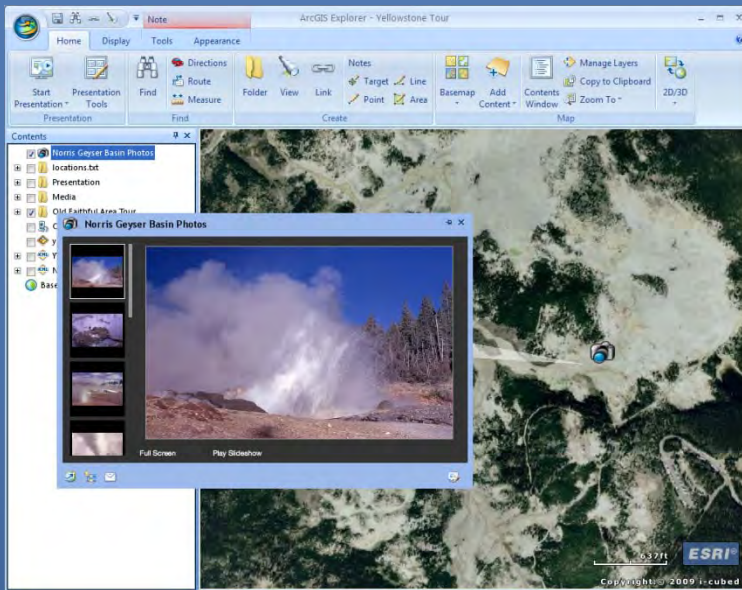 Note
ArcGIS Explorer - Yellowstone Tour
Home Display Tools Appearance
Start Presentation
Presentation Tools
Presentation
Find
Directions
Route
Measure
Find
Folder
View
Link
Notes
Target Line
Point Area
Create
Basemap
Add Content
Contents Window
Manage Layers
Copy to Clipboard
Zoom To
Map
2D/3D
Contents
Norris Geyser Basin Photos
locations.txt
Presentation
Media
Old Faithful Area Tour
Norris Geyser Basin Photos
Full Screen Play Slideshow
637ft
ESRI®
Copyright:© 2009 i-cubed